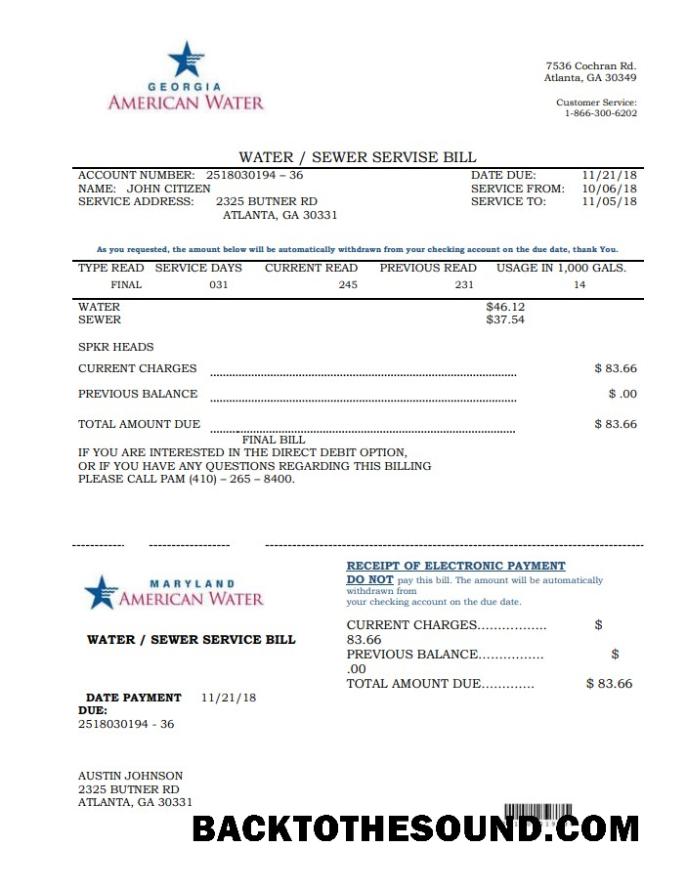 GEORGIA
AMERICAN WATER
7536 Cochran Rd.
Atlanta, GA 30349
Customer Service:
1-866-300-6202
WATER / SEWER SERVISE BILL
ACCOUNT NUMBER: 2518030194 – 36 DATE DUE: 11/21/18
NAME: JOHN CITIZEN SERVICE FROM: 10/06/18
SERVICE ADDRESS: 2325 BUTNER RD SERVICE TO: 11/05/18
ATLANTA, GA 30331
As you requested, the amount below will be automatically withdrawn from your checking account on the due date, thank You.
TYPE READ SERVICE DAYS CURRENT READ PREVIOUS READ USAGE IN 1,000 GALS.
FINAL 031 245 231 14
WATER $46.12
SEWER $37.54
SPKR HEADS
CURRENT CHARGES $ 83.66
PREVIOUS BALANCE $ .00
TOTAL AMOUNT DUE $ 83.66
FINAL BILL
IF YOU ARE INTERESTED IN THE DIRECT DEBIT OPTION,
OR IF YOU HAVE ANY QUESTIONS REGARDING THIS BILLING
PLEASE CALL PAM (410) – 265 – 8400.
MARYLAND
AMERICAN WATER
WATER / SEWER SERVICE BILL
DATE PAYMENT 11/21/18
DUE:
2518030194 - 36
RECEIPT OF ELECTRONIC PAYMENT
DO NOT pay this bill. The amount will be automatically
withdrawn from
your checking account on the due date.
CURRENT CHARGES................ $
83.66
PREVIOUS BALANCE............... $
.00
TOTAL AMOUNT DUE............ $ 83.66
AUSTIN JOHNSON
2325 BUTNER RD
ATLANTA, GA 30331
BACKTOTHESOUND.COM